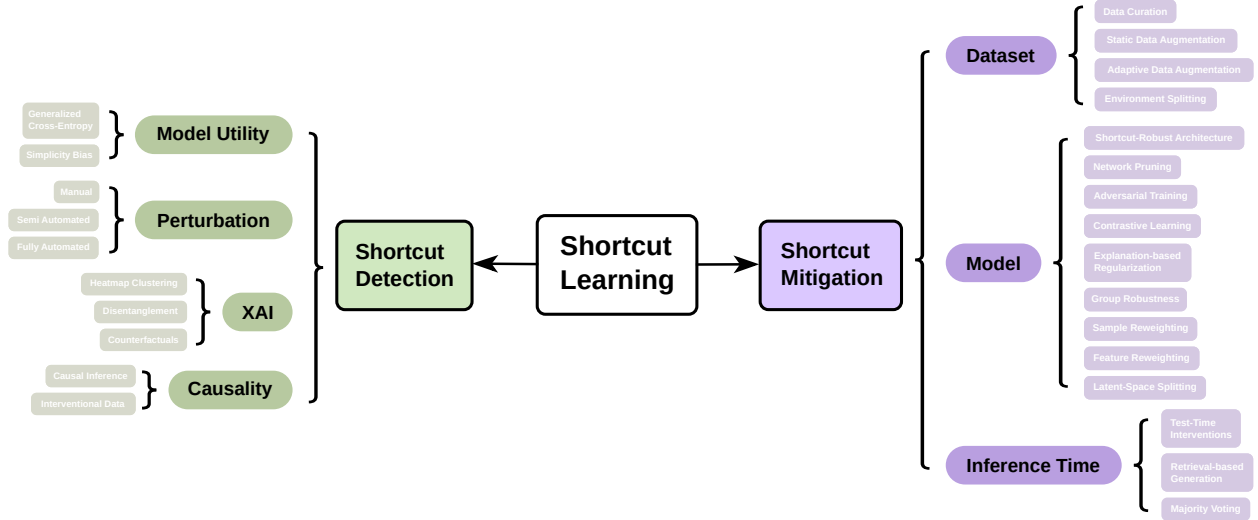 Shortcut
Learning
Shortcut
Detection
Model Utility
Generalized
Cross-Entropy
Simplicity Bias
Perturbation
Manual
Semi Automated
Fully Automated
XAI
Heatmap Clustering
Disentanglement
Counterfactuals
Causality
Causal Inference
Interventional Data
Shortcut
Mitigation
Dataset
Data Curation
Static Data Augmentation
Adaptive Data Augmentation
Environment Splitting
Model
Shortcut-Robust Architecture
Network Pruning
Adversarial Training
Contrastive Learning
Explanation-based
Regularization
Group Robustness
Sample Reweighting
Feature Reweighting
Latent-Space Splitting
Inference Time
Test-Time
Interventions
Retrieval-based
Generation
Majority Voting